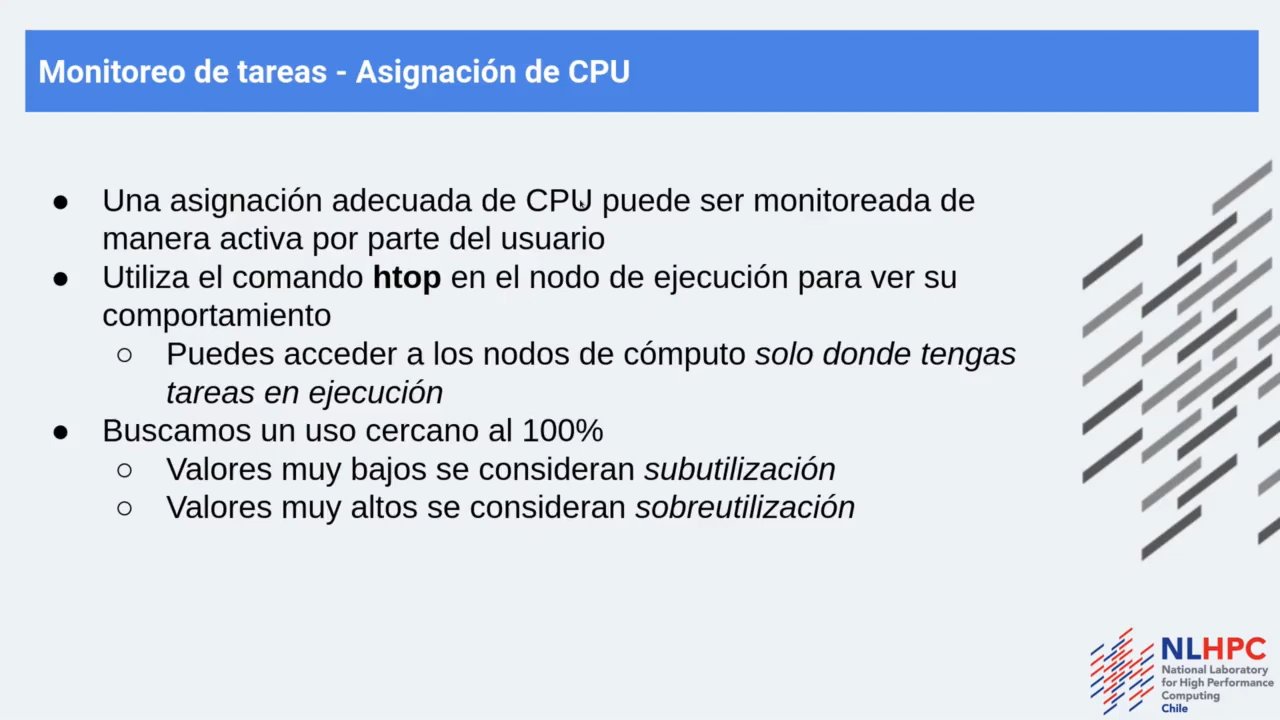 Monitoreo de tareas - Asignación de CPU
● Una asignación adecuada de CPU puede ser monitoreada de
manera activa por parte del usuario
● Utiliza el comando htop en el nodo de ejecución para ver su
comportamiento
○ Puedes acceder a los nodos de cómputo solo donde tengas
tareas en ejecución
● Buscamos un uso cercano al 100%
○ Valores muy bajos se consideran subutilización
○ Valores muy altos se consideran sobreutilización
NLHPC
National Laboratory
for High Performance
Computing
Chile